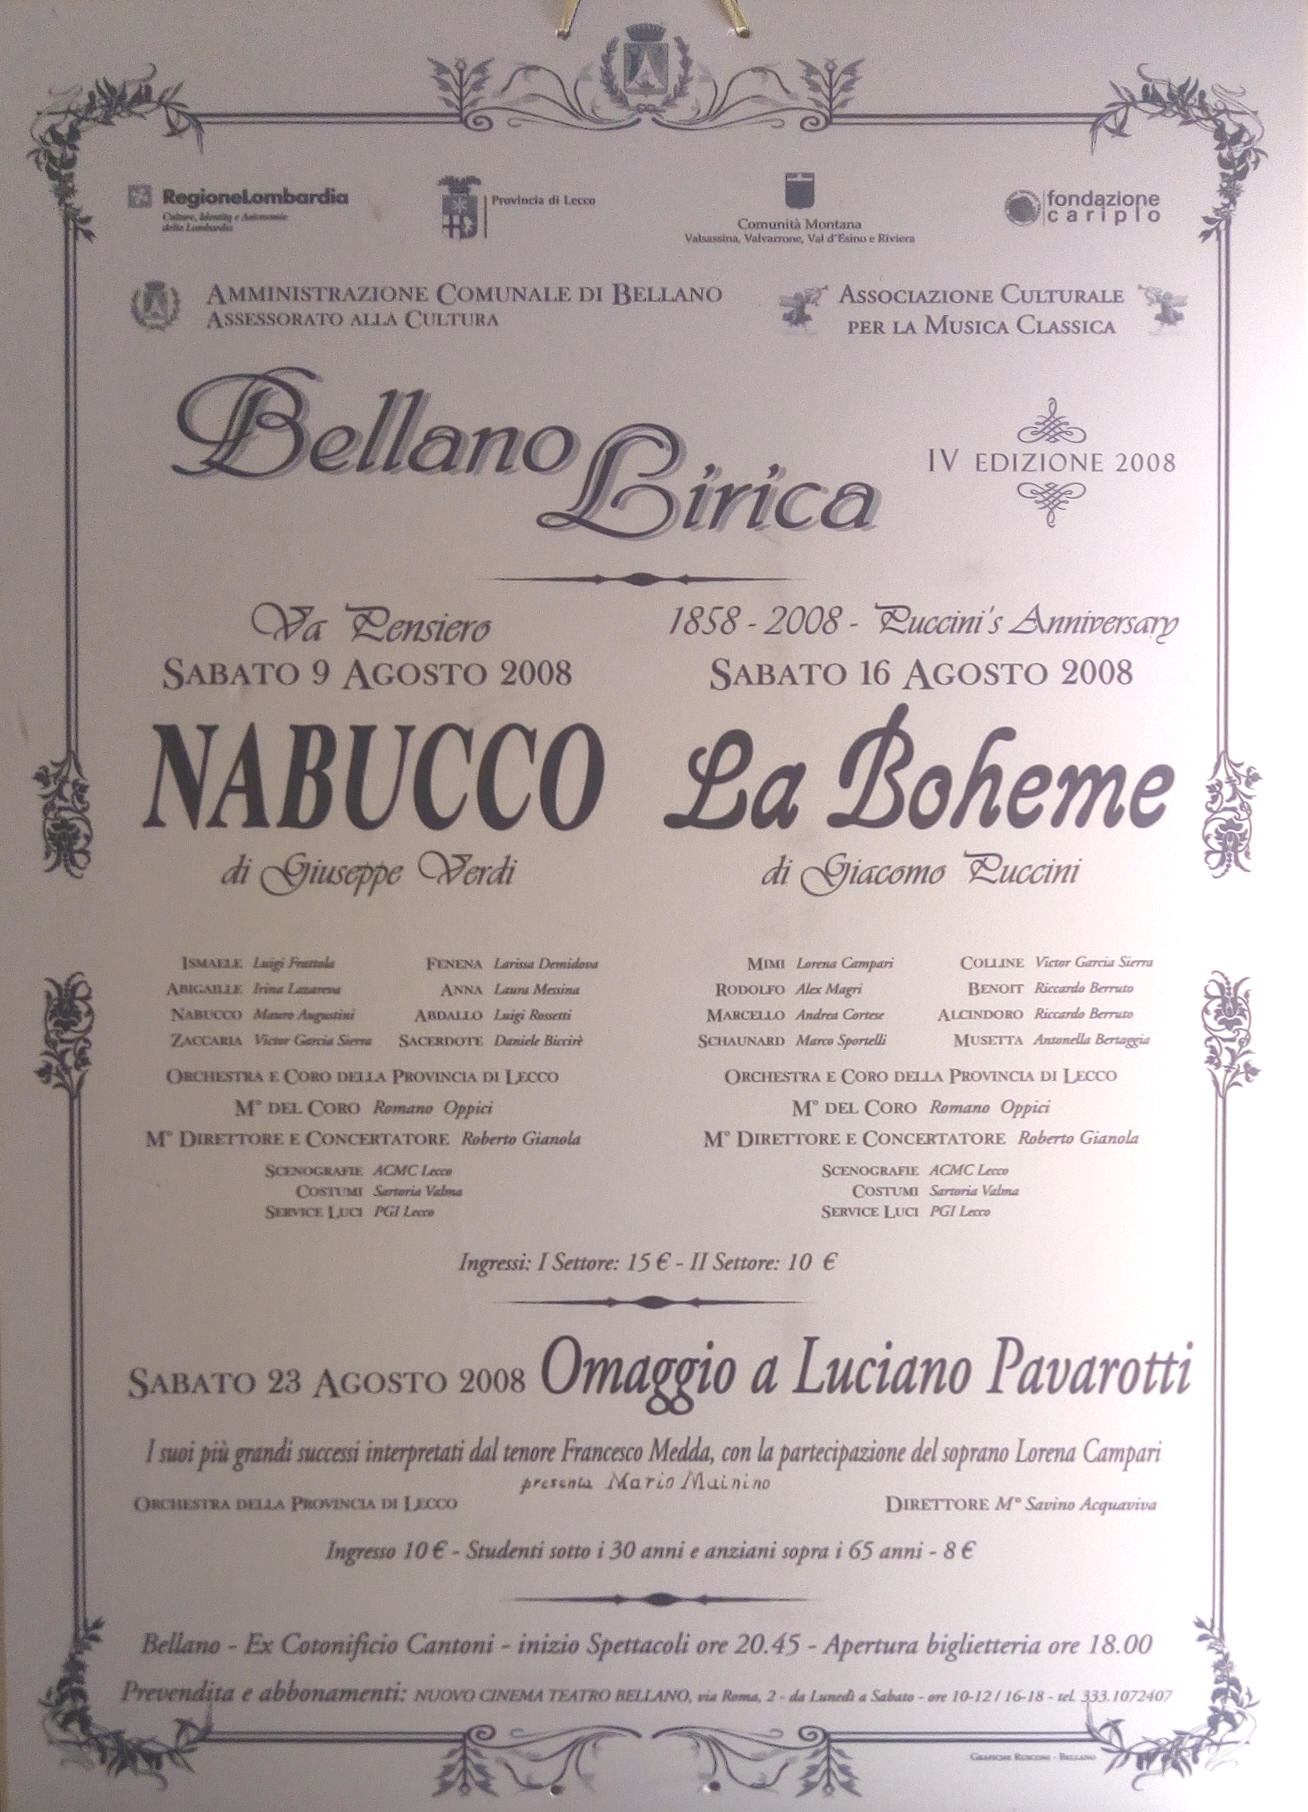 RegioneLombardia
Culture, Identità e Autonomie
della Lombardia
Provincia di Lecco
Comunità Montana
Valsassina, Valvarrone, Val d'Esino e Riviera
fondazione
cariplo
Amministrazione Comunale di Bellano
Assessorato alla Cultura
Associazione Culturale
per la Musica Classica
Bellano Lirica
IV EDIZIONE 2008
Va Pensiero
Sabato 9 Agosto 2008
NABUCCO
di Giuseppe Verdi
Ismaele Luigi Frattola
Abigaille Irina Lazareva
Nabucco Mauro Augustini
Zaccaria Victor Garcia Sierra
Fenena Larissa Demidova
Anna Laura Messina
Abdallo Luigi Rossetti
Sacerdote Daniele Biccirè
Orchestra e Coro della Provincia di Lecco
M° del Coro Romano Oppici
M° Direttore e Concertatore Roberto Gianola
Scenografie ACMC Lecco
Costumi Sartoria Valma
Service Luci PGI Lecco
1858 - 2008 - Puccini's Anniversary
Sabato 16 Agosto 2008
La Boheme
di Giacomo Puccini
Mimi Lorena Campari
Rodolfo Alex Magri
Marcello Andrea Cortese
Schaunard Marco Sportelli
Colline Victor Garcia Sierra
Benoit Riccardo Berruto
Alcindoro Riccardo Berruto
Musetta Antonella Bertaggia
Orchestra e Coro della Provincia di Lecco
M° del Coro Romano Oppici
M° Direttore e Concertatore Roberto Gianola
Scenografie ACMC Lecco
Costumi Sartoria Valma
Service Luci PGI Lecco
Ingressi: I Settore: 15 € - II Settore: 10 €
Sabato 23 Agosto 2008 Omaggio a Luciano Pavarotti
I suoi più grandi successi interpretati dal tenore Francesco Medda, con la partecipazione del soprano Lorena Campari
presenta Mario Mainino
Orchestra della Provincia di Lecco
Direttore M° Savino Acquaviva
Ingresso 10 € - Studenti sotto i 30 anni e anziani sopra i 65 anni - 8 €
Bellano - Ex Cotonificio Cantoni - inizio Spettacoli ore 20.45 - Apertura biglietteria ore 18.00
Prevendita e abbonamenti: NUOVO CINEMA TEATRO BELLANO, via Roma, 2 - da Lunedì a Sabato - ore 10-12 / 16-18 - tel. 333.1072407
Grafiche Rusconi - Bellano